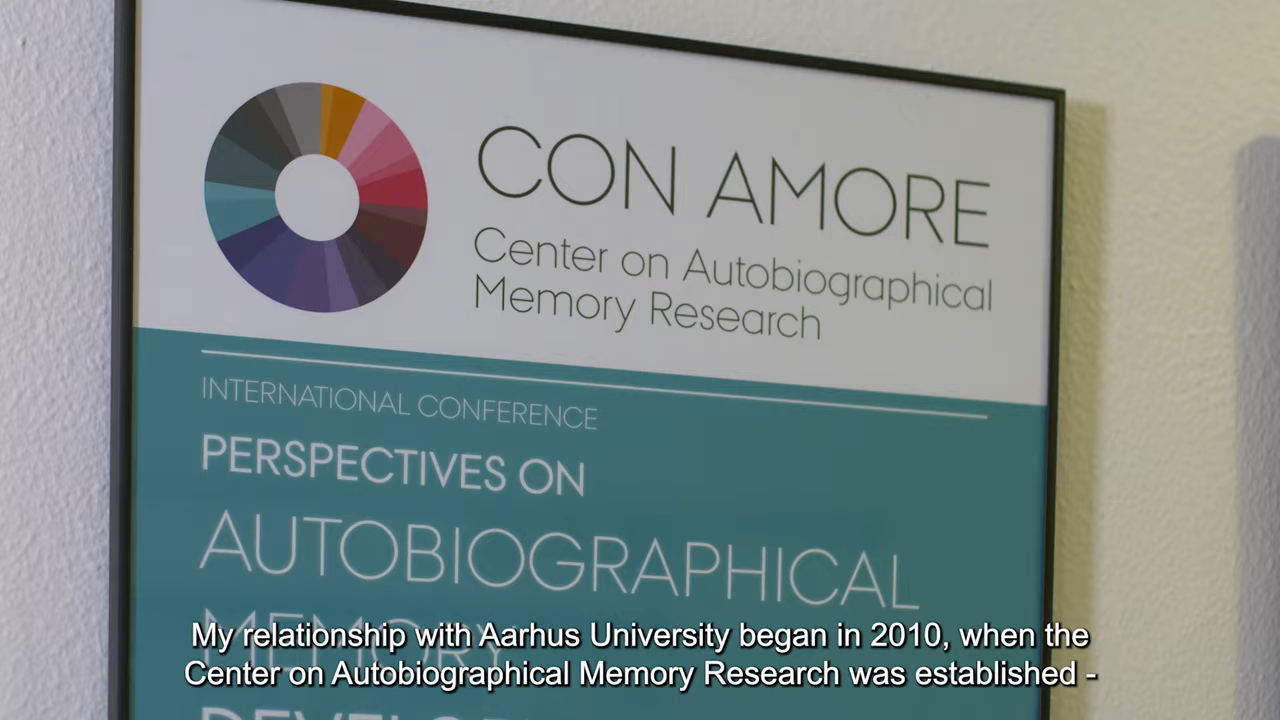 CON AMORE
Center on Autobiographical
Memory Research
INTERNATIONAL CONFERENCE
PERSPECTIVES ON
AUTOBIOGRAPHICAL
MEMORY
My relationship with Aarhus University began in 2010, when the
Center on Autobiographical Memory Research was established -